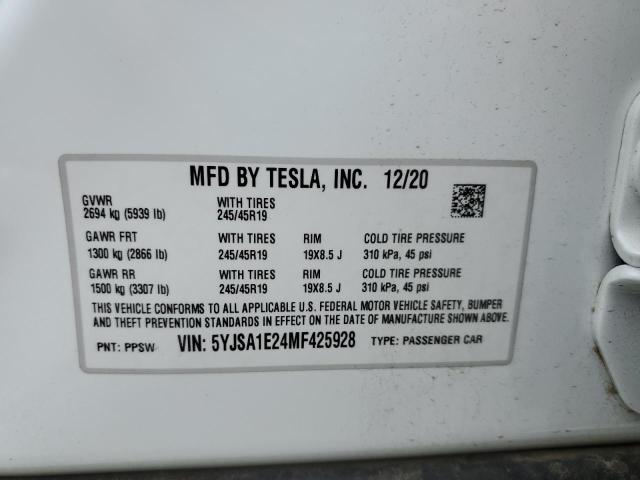 MFD BY TESLA, INC. 12/20
GVWR WITH TIRES
2694 kg (5939 lb) 245/45R19
GAWR FRT WITH TIRES RIM COLD TIRE PRESSURE
1300 kg (2866 lb) 245/45R19 19X8.5 J 310 kPa, 45 psi
GAWR RR WITH TIRES RIM COLD TIRE PRESSURE
1500 kg (3307 lb) 245/45R19 19X8.5 J 310 kPa, 45 psi
THIS VEHICLE CONFORMS TO ALL APPLICABLE U.S. FEDERAL MOTOR VEHICLE SAFETY, BUMPER
AND THEFT PREVENTION STANDARDS IN EFFECT ON THE DATE OF MANUFACTURE SHOWN ABOVE.
PNT: PPSW VIN: 5YJSA1E24MF425928 TYPE: PASSENGER CAR